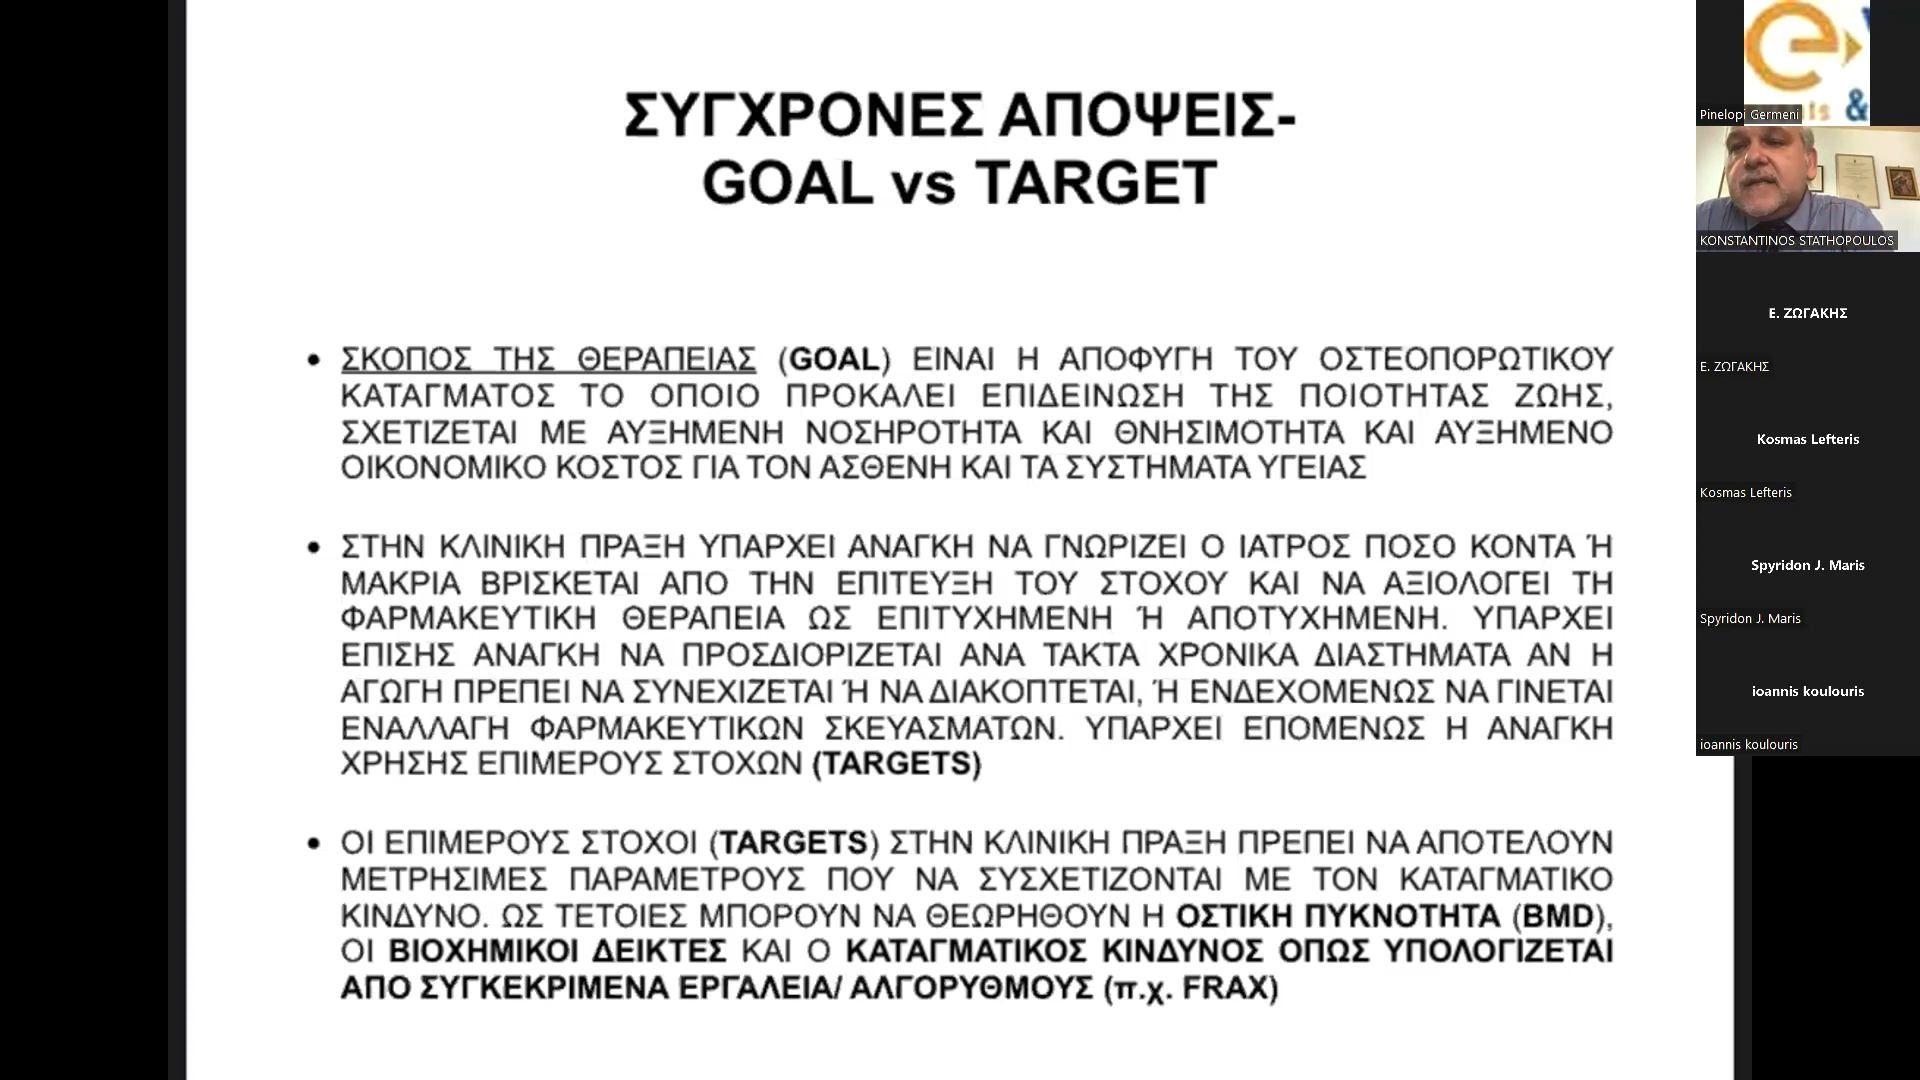 ΣΥΓΧΡΟΝΕΣ ΑΠΟΨΕΙΣ-
GOAL vs TARGET
• ΣΚΟΠΟΣ ΤΗΣ ΘΕΡΑΠΕΙΑΣ (GOAL) ΕΙΝΑΙ Η ΑΠΟΦΥΓΗ ΤΟΥ ΟΣΤΕΟΠΟΡΩΤΙΚΟΥ
ΚΑΤΑΓΜΑΤΟΣ ΤΟ ΟΠΟΙΟ ΠΡΟΚΑΛΕΙ ΕΠΙΔΕΙΝΩΣΗ ΤΗΣ ΠΟΙΟΤΗΤΑΣ ΖΩΗΣ,
ΣΧΕΤΙΖΕΤΑΙ ΜΕ ΑΥΞΗΜΕΝΗ ΝΟΣΗΡΟΤΗΤΑ ΚΑΙ ΘΝΗΣΙΜΟΤΗΤΑ ΚΑΙ ΑΥΞΗΜΕΝΟ
ΟΙΚΟΝΟΜΙΚΟ ΚΟΣΤΟΣ ΓΙΑ ΤΟΝ ΑΣΘΕΝΗ ΚΑΙ ΤΑ ΣΥΣΤΗΜΑΤΑ ΥΓΕΙΑΣ
• ΣΤΗΝ ΚΛΙΝΙΚΗ ΠΡΑΞΗ ΥΠΑΡΧΕΙ ΑΝΑΓΚΗ ΝΑ ΓΝΩΡΙΖΕΙ Ο ΙΑΤΡΟΣ ΠΟΣΟ ΚΟΝΤΑ Ή
ΜΑΚΡΙΑ ΒΡΙΣΚΕΤΑΙ ΑΠΟ ΤΗΝ ΕΠΙΤΕΥΞΗ ΤΟΥ ΣΤΟΧΟΥ ΚΑΙ ΝΑ ΑΞΙΟΛΟΓΕΙ ΤΗ
ΦΑΡΜΑΚΕΥΤΙΚΗ ΘΕΡΑΠΕΙΑ ΩΣ ΕΠΙΤΥΧΗΜΕΝΗ Ή ΑΠΟΤΥΧΗΜΕΝΗ. ΥΠΑΡΧΕΙ
ΕΠΙΣΗΣ ΑΝΑΓΚΗ ΝΑ ΠΡΟΣΔΙΟΡΙΖΕΤΑΙ ΑΝΑ ΤΑΚΤΑ ΧΡΟΝΙΚΑ ΔΙΑΣΤΗΜΑΤΑ ΑΝ Η
ΑΓΩΓΗ ΠΡΕΠΕΙ ΝΑ ΣΥΝΕΧΙΖΕΤΑΙ Ή ΝΑ ΔΙΑΚΟΠΤΕΤΑΙ, Ή ΕΝΔΕΧΟΜΕΝΩΣ ΝΑ ΓΙΝΕΤΑΙ
ΕΝΑΛΛΑΓΗ ΦΑΡΜΑΚΕΥΤΙΚΩΝ ΣΚΕΥΑΣΜΑΤΩΝ. ΥΠΑΡΧΕΙ ΕΠΟΜΕΝΩΣ Η ΑΝΑΓΚΗ
ΧΡΗΣΗΣ ΕΠΙΜΕΡΟΥΣ ΣΤΟΧΩΝ (TARGETS)
• ΟΙ ΕΠΙΜΕΡΟΥΣ ΣΤΟΧΟΙ (TARGETS) ΣΤΗΝ ΚΛΙΝΙΚΗ ΠΡΑΞΗ ΠΡΕΠΕΙ ΝΑ ΑΠΟΤΕΛΟΥΝ
ΜΕΤΡΗΣΙΜΕΣ ΠΑΡΑΜΕΤΡΟΥΣ ΠΟΥ ΝΑ ΣΥΣΧΕΤΙΖΟΝΤΑΙ ΜΕ ΤΟΝ ΚΑΤΑΓΜΑΤΙΚΟ
ΚΙΝΔΥΝΟ. ΩΣ ΤΕΤΟΙΕΣ ΜΠΟΡΟΥΝ ΝΑ ΘΕΩΡΗΘΟΥΝ Η ΟΣΤΙΚΗ ΠΥΚΝΟΤΗΤΑ (BMD),
ΟΙ ΒΙΟΧΗΜΙΚΟΙ ΔΕΙΚΤΕΣ ΚΑΙ Ο ΚΑΤΑΓΜΑΤΙΚΟΣ ΚΙΝΔΥΝΟΣ ΟΠΩΣ ΥΠΟΛΟΓΙΖΕΤΑΙ
ΑΠΟ ΣΥΓΚΕΚΡΙΜΕΝΑ ΕΡΓΑΛΕΙΑ/ ΑΛΓΟΡΥΘΜΟΥΣ (π.χ. FRAX)
Pinelopi Germeni
&
KONSTANTINOS STATHOPOULOS
Ε. ΖΩΓΑΚΗΣ
Ε. ΖΩΓΑΚΗΣ
Kosmas Lefteris
Kosmas Lefteris
Spyridon J. Maris
Spyridon J. Maris
ioannis koulouris
ioannis koulouris